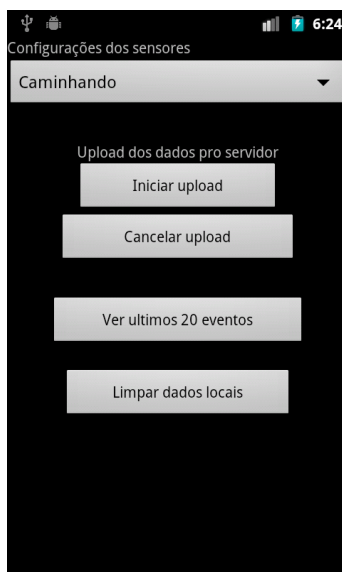 6:24
Configurações dos sensores
Caminhando
Upload dos dados pro servidor
Iniciar upload
Cancelar upload
Ver ultimos 20 eventos
Limpar dados locais